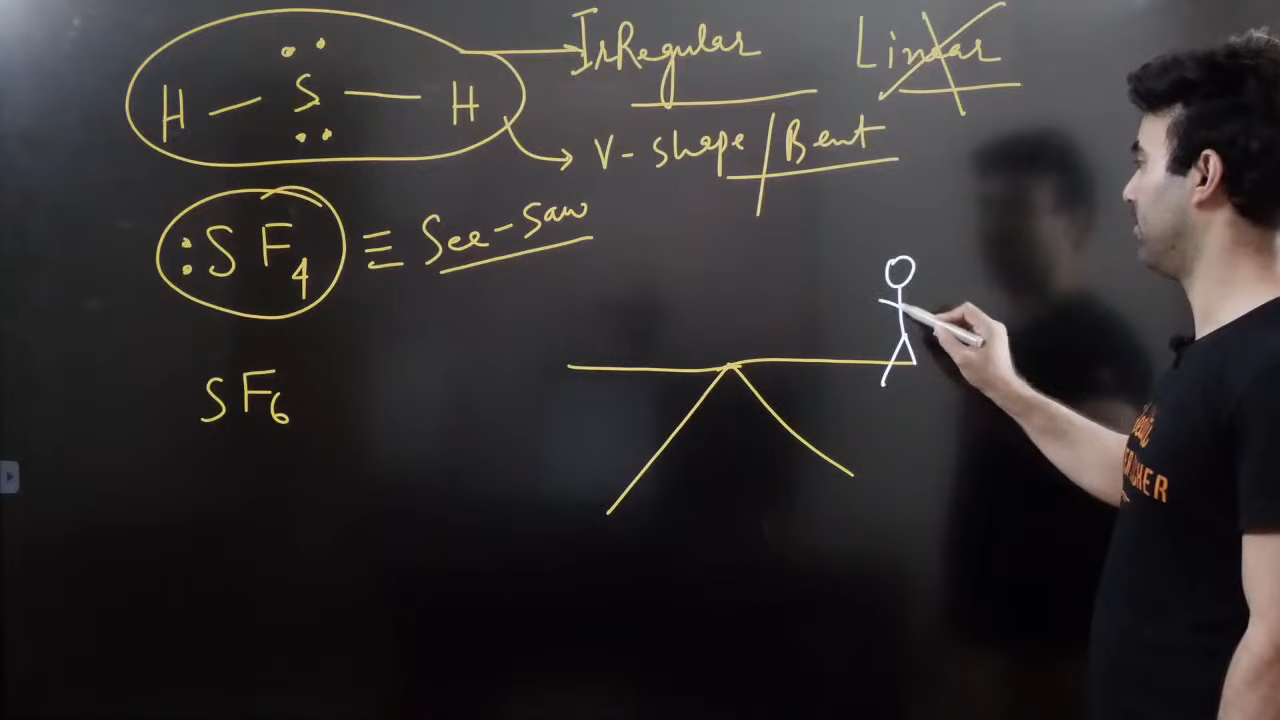 IrRegular Linear
H - S - H
V-shape/Bent
:SF4 ≡ See-Saw
SF6